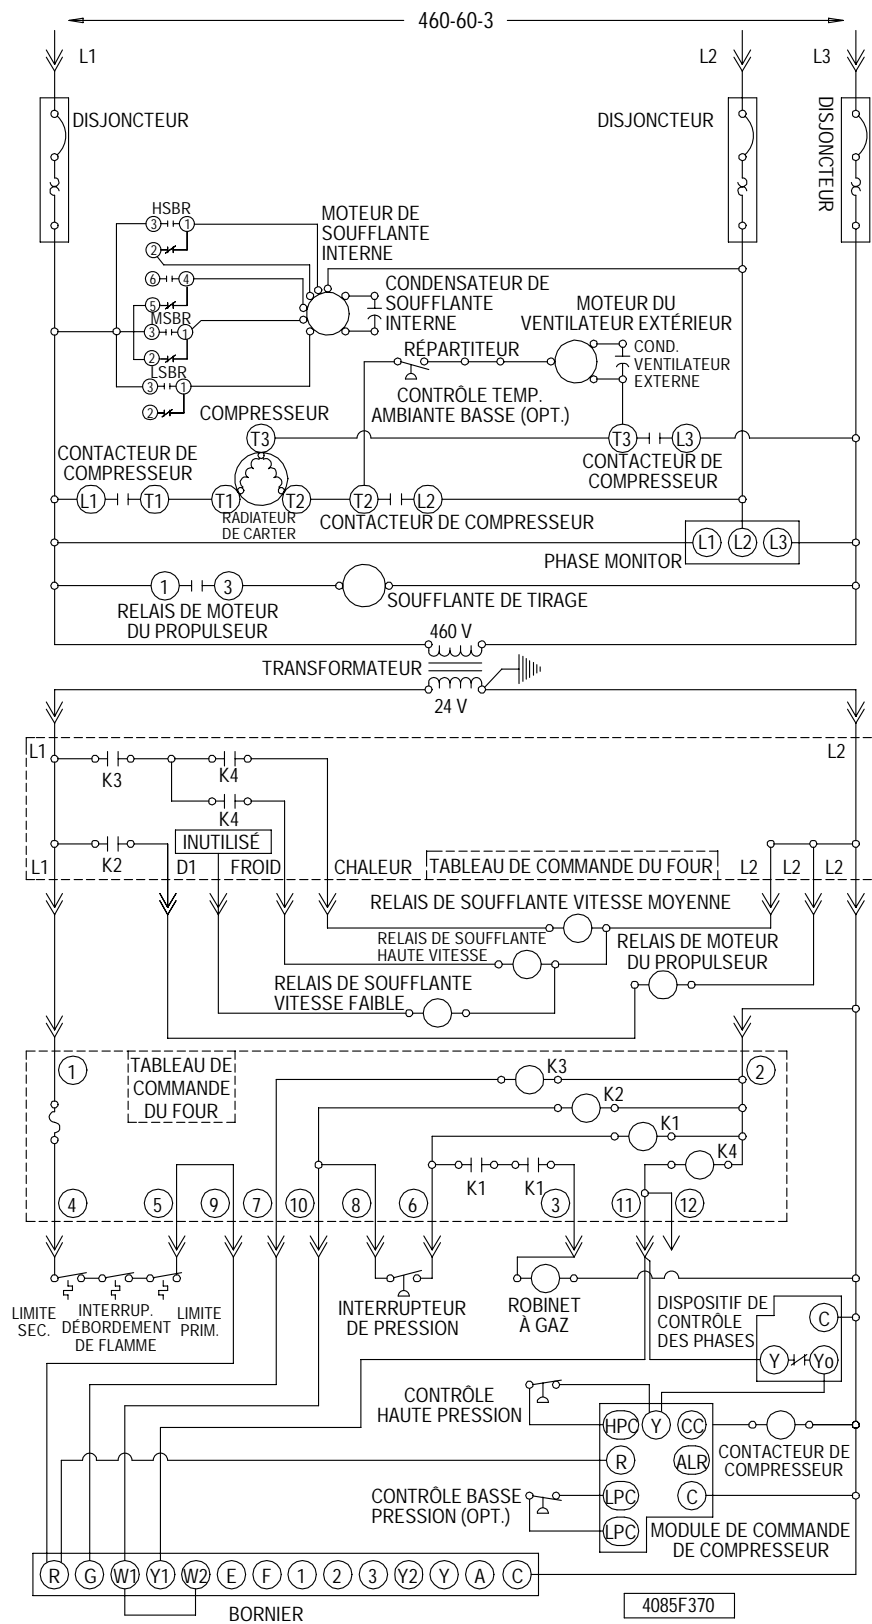 460-60-3
L1
L2
L3
DISJONCTEUR
DISJONCTEUR
DISJONCTEUR
HSBR
3 1
2
6 4
5
MSBR
3 1
2
LSBR
3 1
2
MOTEUR DE
SOUFFLANTE
INTERNE
CONDENSATEUR DE
SOUFFLANTE
INTERNE
MOTEUR DU
VENTILATEUR EXTÉRIEUR
RÉPARTITEUR
COND.
VENTILATEUR
EXTERNE
CONTRÔLE TEMP.
AMBIANTE BASSE (OPT.)
COMPRESSEUR
T3
T3 L3
CONTACTEUR DE
COMPRESSEUR
CONTACTEUR DE
COMPRESSEUR
L1 T1 T1 T2 T2 L2
RADIATEUR
DE CARTER
CONTACTEUR DE COMPRESSEUR
PHASE MONITOR
L1 L2 L3
1 3
RELAIS DE MOTEUR
DU PROPULSEUR
SOUFFLANTE DE TIRAGE
460 V
TRANSFORMATEUR
24 V
L1
L2
K3
K4
K4
INUTILISÉ
L1
K2
D1
FROID
CHALEUR
TABLEAU DE COMMANDE DU FOUR
L2
L2
L2
RELAIS DE SOUFFLANTE VITESSE MOYENNE
RELAIS DE SOUFFLANTE
HAUTE VITESSE
RELAIS DE MOTEUR
DU PROPULSEUR
RELAIS DE SOUFFLANTE
VITESSE FAIBLE
1
TABLEAU DE
COMMANDE
DU FOUR
K3
2
K2
K1
K4
K1
K1
4 5 9 7 10 8 6 3 11 12
LIMITE
SEC.
INTERRUP.
DÉBORDEMENT
DE FLAMME
LIMITE
PRIM.
INTERRUPTEUR
DE PRESSION
ROBINET
À GAZ
DISPOSITIF DE
CONTRÔLE
DES PHASES
C
Y Yo
CONTRÔLE
HAUTE PRESSION
HPC Y CC
R ALR
LPC C
LPC
CONTACTEUR DE
COMPRESSEUR
CONTRÔLE BASSE
PRESSION (OPT.)
MODULE DE COMMANDE
DE COMPRESSEUR
R G W1 Y1 W2 E F 1 2 3 Y2 Y A C
BORNIER
4085F370